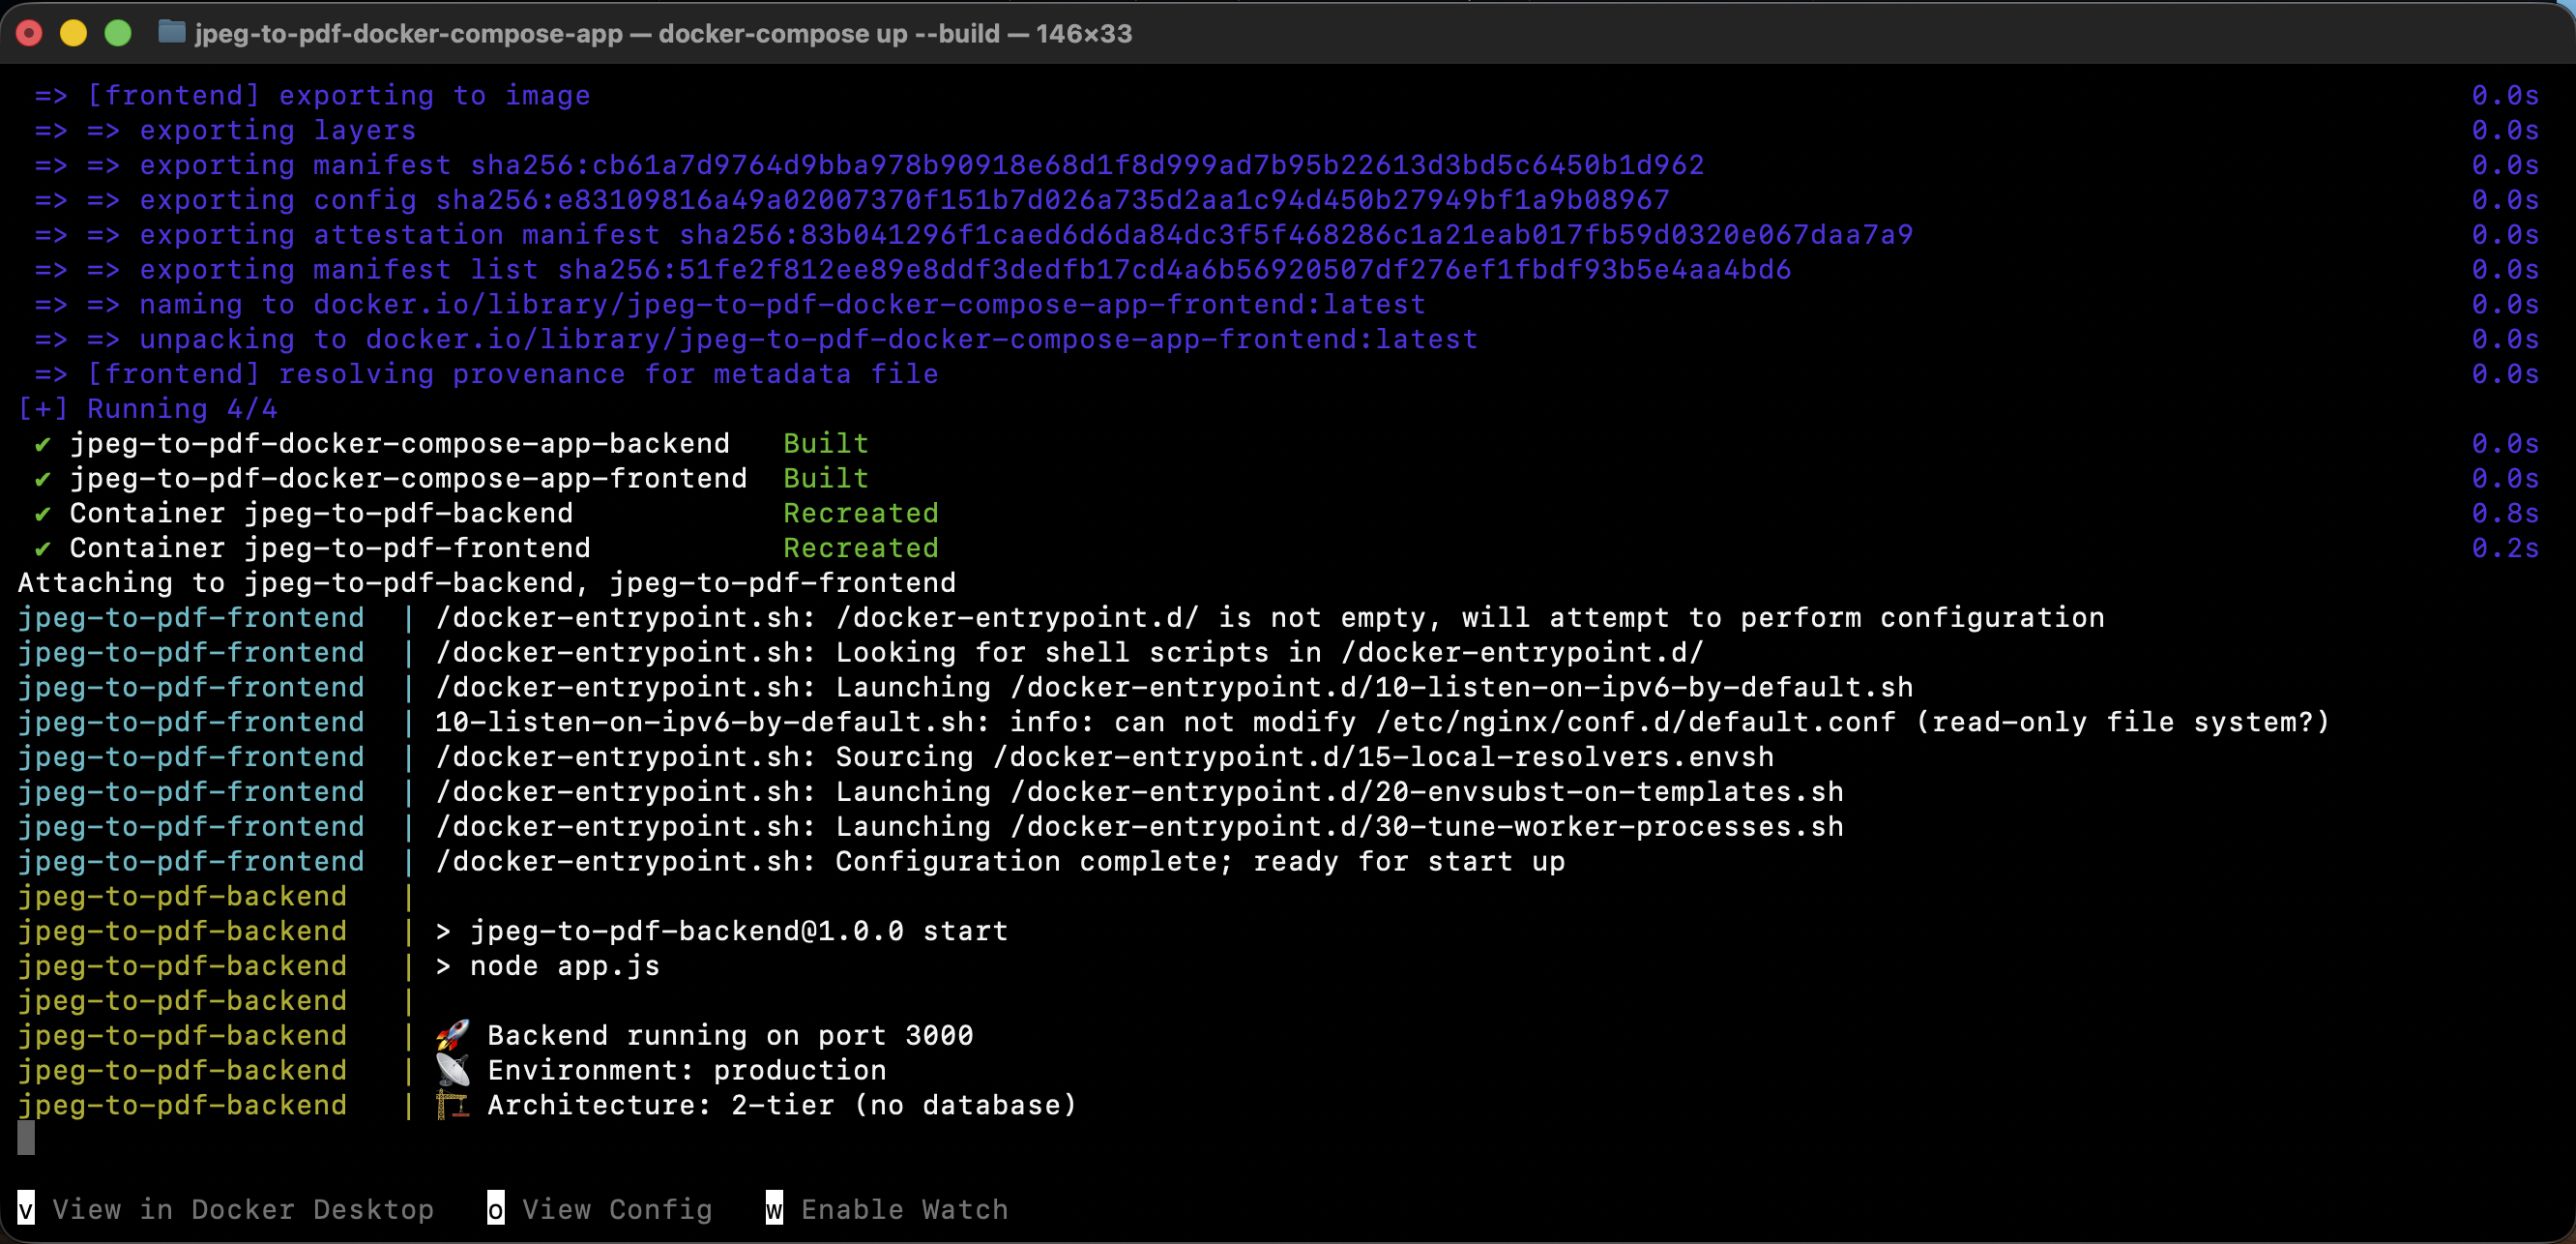 jpeg-to-pdf-docker-compose-app — docker-compose up --build — 146×33
=> [frontend] exporting to image 0.0s
=> => exporting layers 0.0s
=> => exporting manifest sha256:cb61a7d9764d9bba978b90918e68d1f8d999ad7b95b22613d3bd5c6450b1d962 0.0s
=> => exporting config sha256:e83109816a49a02007370f151b7d026a735d2aa1c94d450b27949bf1a9b08967 0.0s
=> => exporting attestation manifest sha256:83b041296f1caed6d6da84dc3f5f468286c1a21eab017fb59d0320e067daa7a9 0.0s
=> => exporting manifest list sha256:51fe2f812ee89e8ddf3dedfb17cd4a6b56920507df276ef1fbdf93b5e4aa4bd6 0.0s
=> => naming to docker.io/library/jpeg-to-pdf-docker-compose-app-frontend:latest 0.0s
=> => unpacking to docker.io/library/jpeg-to-pdf-docker-compose-app-frontend:latest 0.0s
=> [frontend] resolving provenance for metadata file 0.0s
[+] Running 4/4
✔ jpeg-to-pdf-docker-compose-app-backend Built 0.0s
✔ jpeg-to-pdf-docker-compose-app-frontend Built 0.0s
✔ Container jpeg-to-pdf-backend Recreated 0.8s
✔ Container jpeg-to-pdf-frontend Recreated 0.2s
Attaching to jpeg-to-pdf-backend, jpeg-to-pdf-frontend
jpeg-to-pdf-frontend | /docker-entrypoint.sh: /docker-entrypoint.d/ is not empty, will attempt to perform configuration
jpeg-to-pdf-frontend | /docker-entrypoint.sh: Looking for shell scripts in /docker-entrypoint.d/
jpeg-to-pdf-frontend | /docker-entrypoint.sh: Launching /docker-entrypoint.d/10-listen-on-ipv6-by-default.sh
jpeg-to-pdf-frontend | 10-listen-on-ipv6-by-default.sh: info: can not modify /etc/nginx/conf.d/default.conf (read-only file system?)
jpeg-to-pdf-frontend | /docker-entrypoint.sh: Sourcing /docker-entrypoint.d/15-local-resolvers.envsh
jpeg-to-pdf-frontend | /docker-entrypoint.sh: Launching /docker-entrypoint.d/20-envsubst-on-templates.sh
jpeg-to-pdf-frontend | /docker-entrypoint.sh: Launching /docker-entrypoint.d/30-tune-worker-processes.sh
jpeg-to-pdf-frontend | /docker-entrypoint.sh: Configuration complete; ready for start up
jpeg-to-pdf-backend |
jpeg-to-pdf-backend | > jpeg-to-pdf-backend@1.0.0 start
jpeg-to-pdf-backend | > node app.js
jpeg-to-pdf-backend |
jpeg-to-pdf-backend | 🚀 Backend running on port 3000
jpeg-to-pdf-backend | 📡 Environment: production
jpeg-to-pdf-backend | 🏗️ Architecture: 2-tier (no database)
v View in Docker Desktop o View Config w Enable Watch